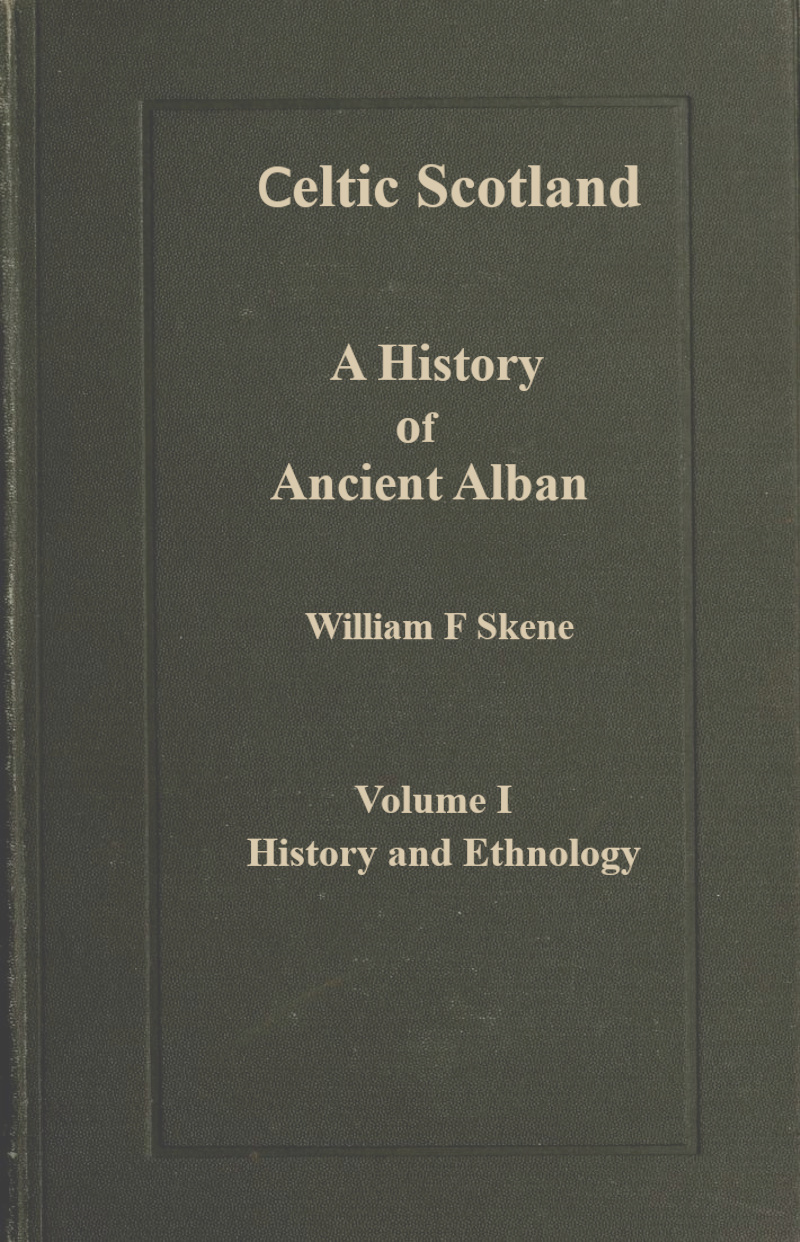 Celtic Scotland
A History
of
Ancient Alban
William F Skene
Volume I
History and Ethnology